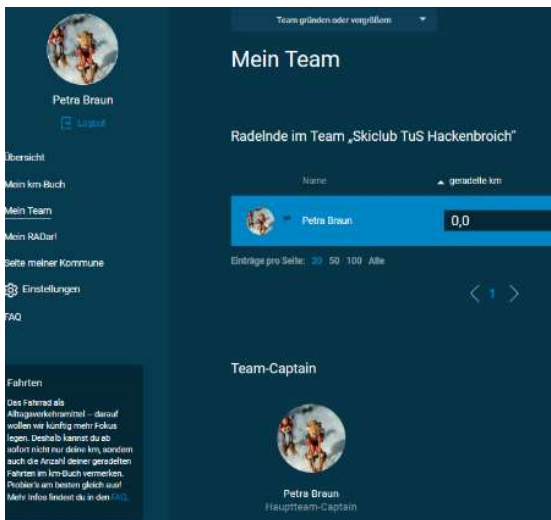 Petra Braun
Logout
Übersicht
Mein km-Buch
Mein Team
Mein RADar!
Seite meiner Kommune
Einstellungen
FAQ
Fahrten
Das Fahrrad als
Alltagsverkehrsmittel – darauf
wollen wir künftig mehr Fokus
legen. Deshalb kannst du ab
sofort nicht nur deine km, sondern
auch die Anzahl deiner geradelten
Fahrten im km-Buch vermerken.
Probier's am besten gleich aus!
Mehr Infos findest du in den FAQ.
Team gründen oder vergrößern
Mein Team
Radelnde im Team „Skiclub TuS Hackenbroich"
Name geradelte km
Petra Braun 0,0
Einträge pro Seite: 20 50 100 Alle
< 1 >
Team-Captain
Petra Braun
Hauptteam-Captain